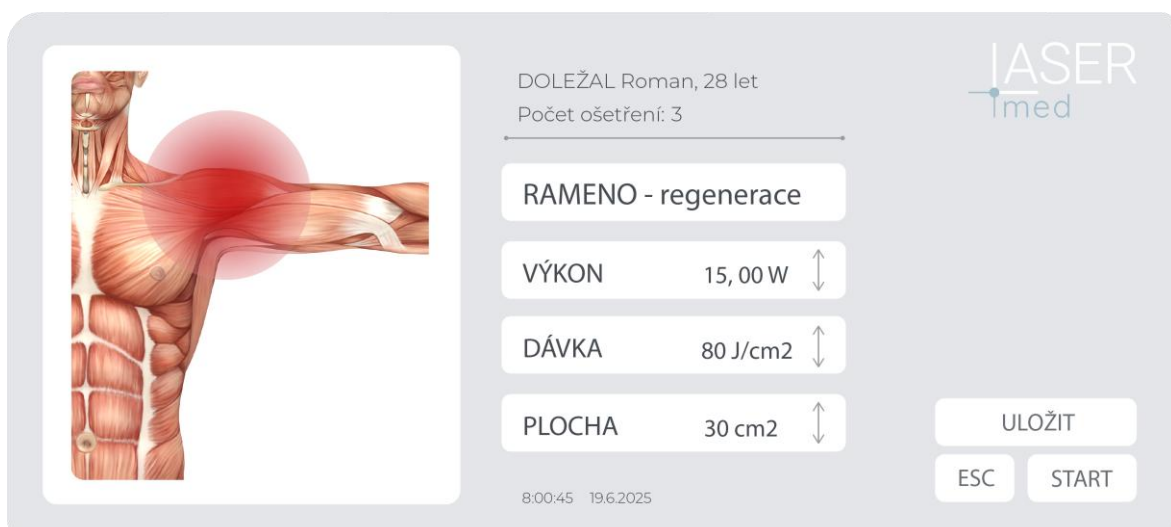 DOLEŽAL Roman, 28 let
Počet ošetření: 3
LASER
med
RAMENO - regenerace
VÝKON 15, 00 W
DÁVKA 80 J/cm2
PLOCHA 30 cm2
ULOŽIT
ESC START
8:00:45 19.6.2025